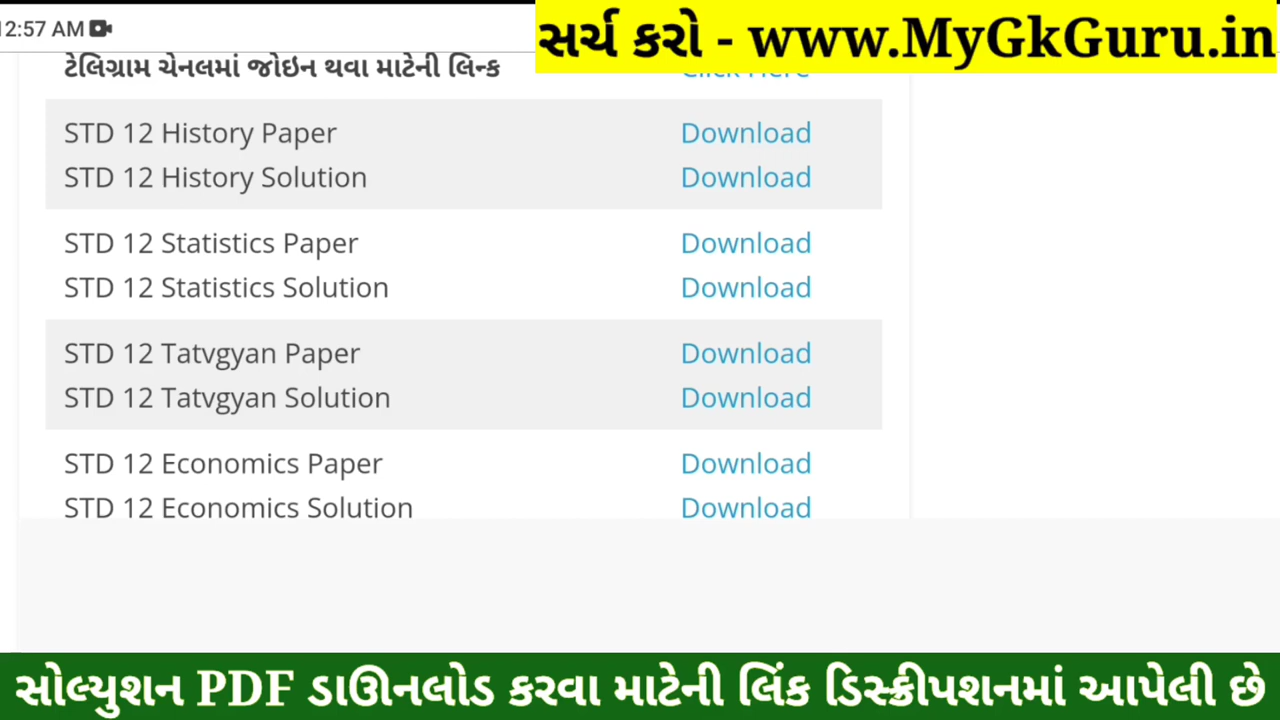 12:57 AM
સર્ચ કરો - www.MyGkGuru.in
ટેલિગ્રામ ચેનલમાં જોઇન થવા માટેની લિન્ક Click Here
STD 12 History Paper Download
STD 12 History Solution Download
STD 12 Statistics Paper Download
STD 12 Statistics Solution Download
STD 12 Tatvgyan Paper Download
STD 12 Tatvgyan Solution Download
STD 12 Economics Paper Download
STD 12 Economics Solution Download
સોલ્યુશન PDF ડાઊનલોડ કરવા માટેની લિંક ડિસ્ક્રીપશનમાં આપેલી છે